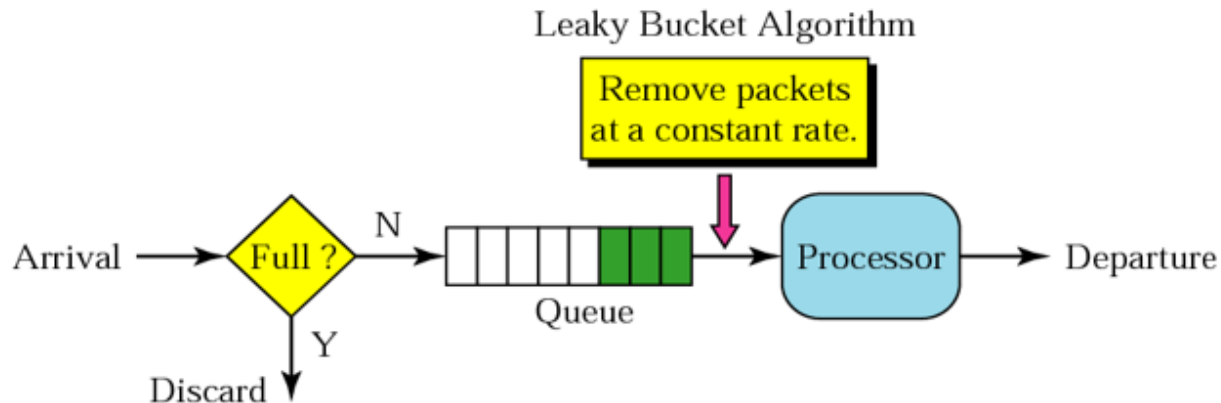 Leaky Bucket Algorithm
Remove packets
at a constant rate.
Arrival
Full ?
N
Y
Discard
Queue
Processor
Departure